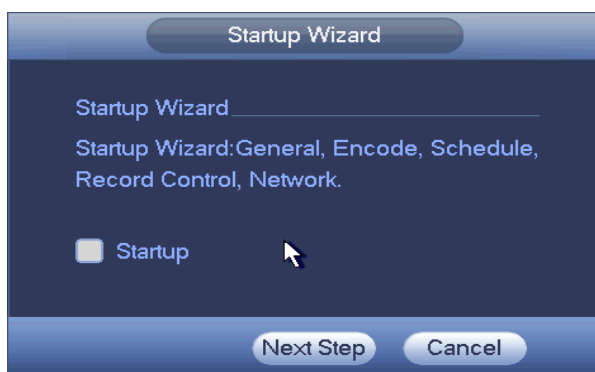 Startup Wizard
Startup Wizard
Startup Wizard:General, Encode, Schedule,
Record Control, Network.
Startup
Next Step Cancel